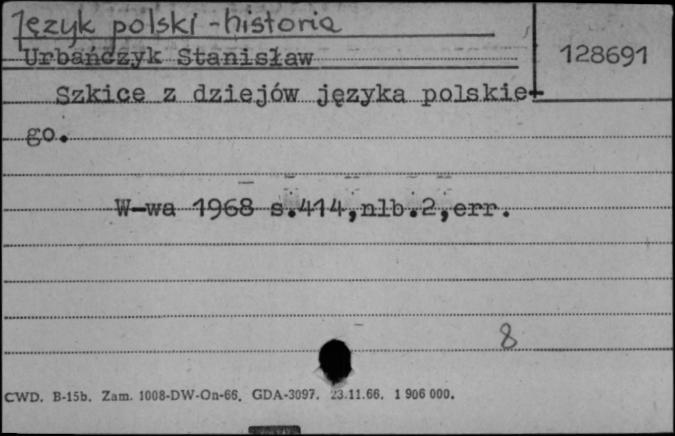 Język polski - historia
Urbańczyk Stanisław
128691
Szkice z dziejów języka polskie-
go.
W-wa 1968 s.414,nlb.2,err.
8
CWD. B-15b. Zam. 1008-DW-On-66. GDA-3097. 23.11.66. 1 906 000.